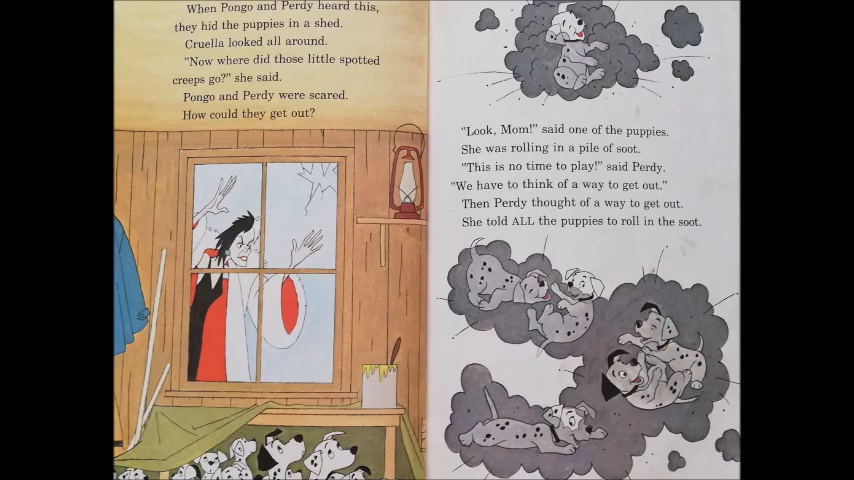 When Pongo and Perdy heard this,
they hid the puppies in a shed.
Cruella looked all around.
"Now where did those little spotted
creeps go?" she said.
Pongo and Perdy were scared.
How could they get out?
"Look, Mom!" said one of the puppies.
She was rolling in a pile of soot.
"This is no time to play!" said Perdy.
"We have to think of a way to get out."
Then Perdy thought of a way to get out.
She told ALL the puppies to roll in the soot.